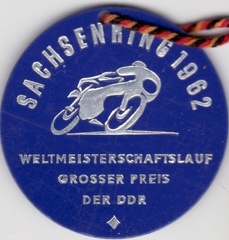 SACHSENRING 1962
WELTMEISTERSCHAFTSLAUF
GROSSER PREIS
DER DDR